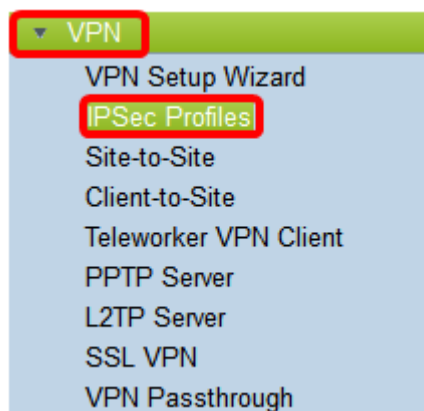 VPN
VPN Setup Wizard
IPSec Profiles
Site-to-Site
Client-to-Site
Teleworker VPN Client
PPTP Server
L2TP Server
SSL VPN
VPN Passthrough